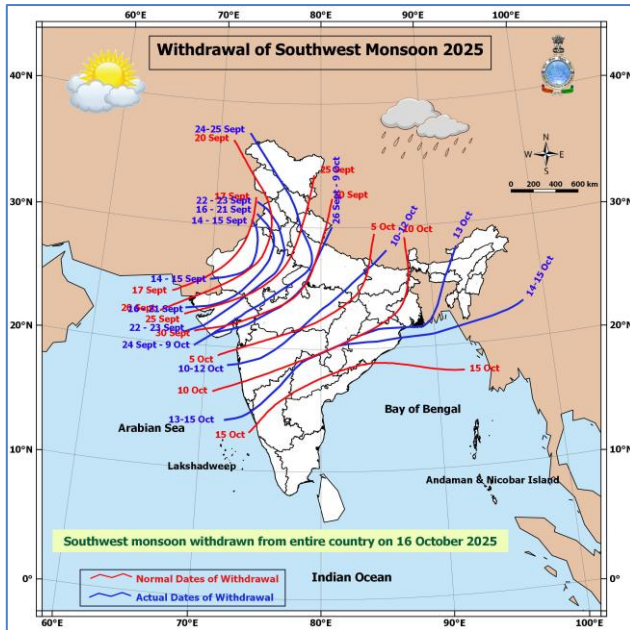 60°E
70°E
80°E
90°E
100°E
Withdrawal of Southwest Monsoon 2025
40°N
40°N
N
W E
S
0 200 400 600 km
24-25 Sept
20 Sept
25 Sept
30°N
30°N
17 Sept
22 - 23 Sept
16 - 21 Sept
14 - 15 Sept
26 Sept - 9 Oct
5 Oct
10 Oct
10-12 Oct
13 Oct
14-15 Oct
14 - 15 Sept
17 Sept
16 - 21 Sept
25 Sept
22 - 23 Sept
30 Sept
24 Sept - 9 Oct
20°N
20°N
5 Oct
10-12 Oct
10 Oct
15 Oct
13-15 Oct
15 Oct
Arabian Sea
Bay of Bengal
10°N
10°N
Lakshadweep
Andaman & Nicobar Island
Southwest monsoon withdrawn from entire country on 16 October 2025
0°
0°
Normal Dates of Withdrawal
Actual Dates of Withdrawal
Indian Ocean
60°E
70°E
80°E
90°E
100°E